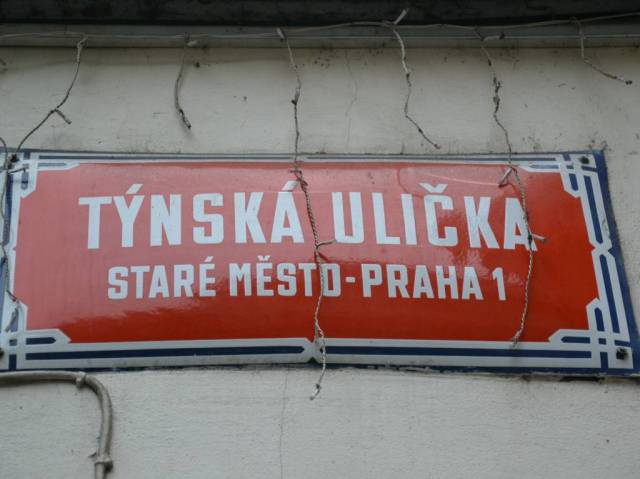 TÝNSKÁ ULIČKA
STARÉ MĚSTO-PRAHA 1